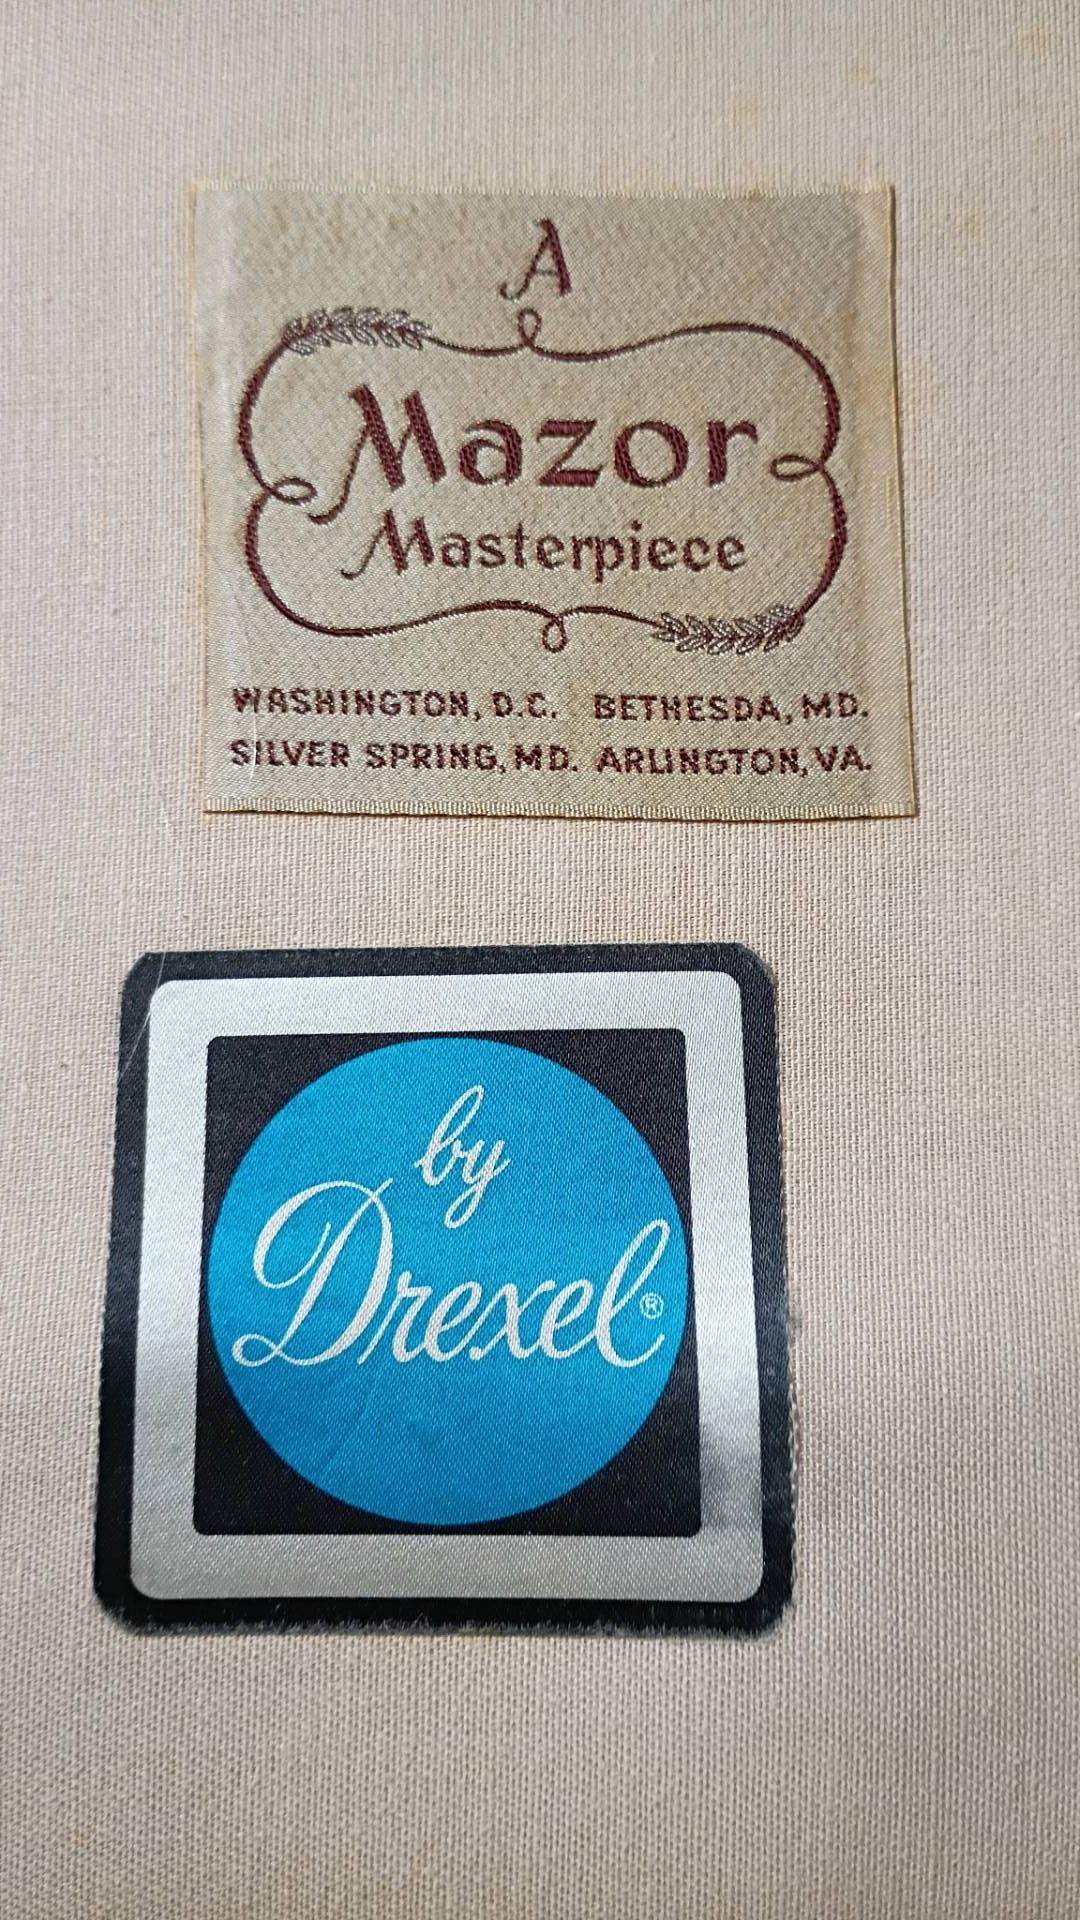 A
Mazor
Masterpiece
WASHINGTON, D.C. BETHESDA, MD.
SILVER SPRING, MD. ARLINGTON, VA.
by
Drexel®